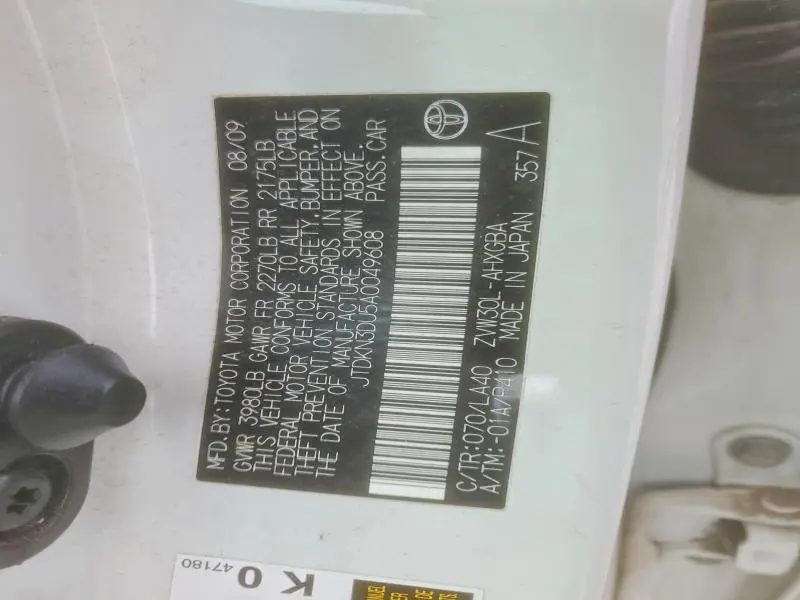 MFD.BY:TOYOTA MOTOR CORPORATION 08/09
GVWR 3980LB GAWR FR 2270LB RR 2175LB
THIS VEHICLE CONFORMS TO ALL APPLICABLE
FEDERAL MOTOR VEHICLE SAFETY, BUMPER, AND
THEFT PREVENTION STANDARDS IN EFFECT ON
THE DATE OF MANUFACTURE SHOWN ABOVE.
JTDKN3DU5A0049608 PASS.CAR
C/TR:070/LA40 ZVW30L-AHXGBA
A/TM:-01A/P410 MADE IN JAPAN 357A
K 0
47180